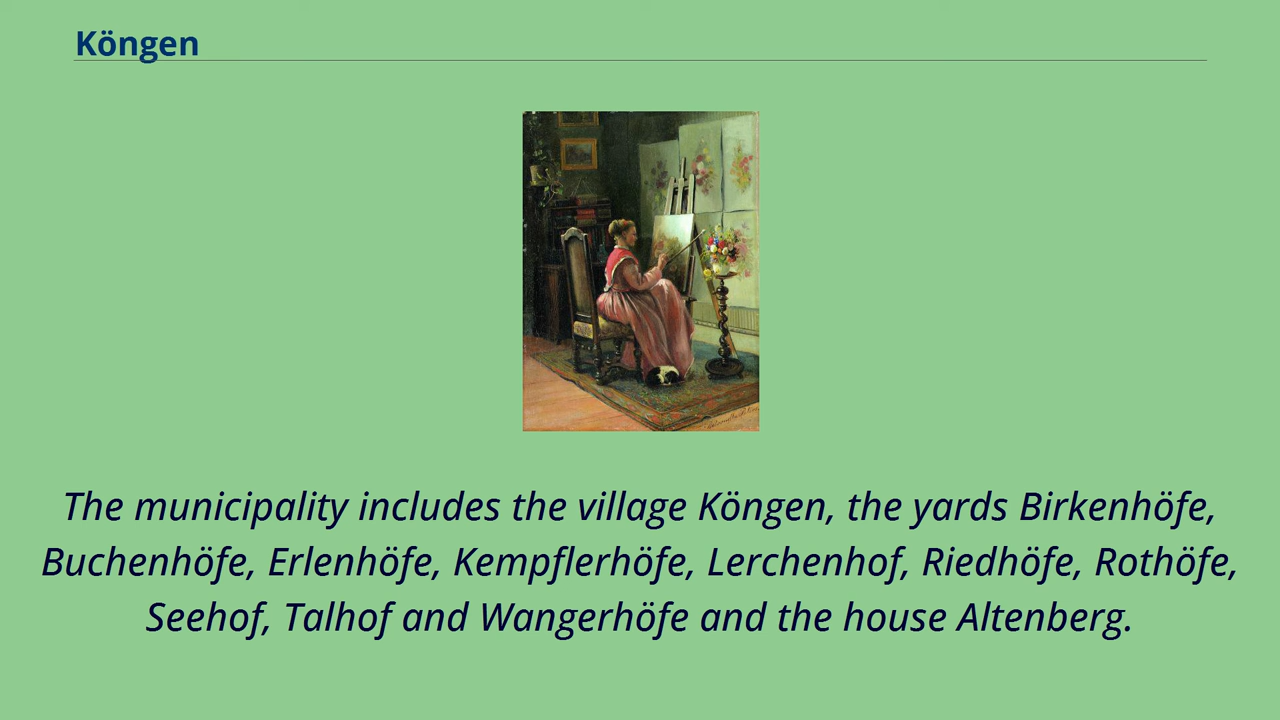 Köngen
The municipality includes the village Köngen, the yards Birkenhöfe,
Buchenhöfe, Erlenhöfe, Kempflerhöfe, Lerchenhof, Riedhöfe, Rothöfe,
Seehof, Talhof and Wangerhöfe and the house Altenberg.